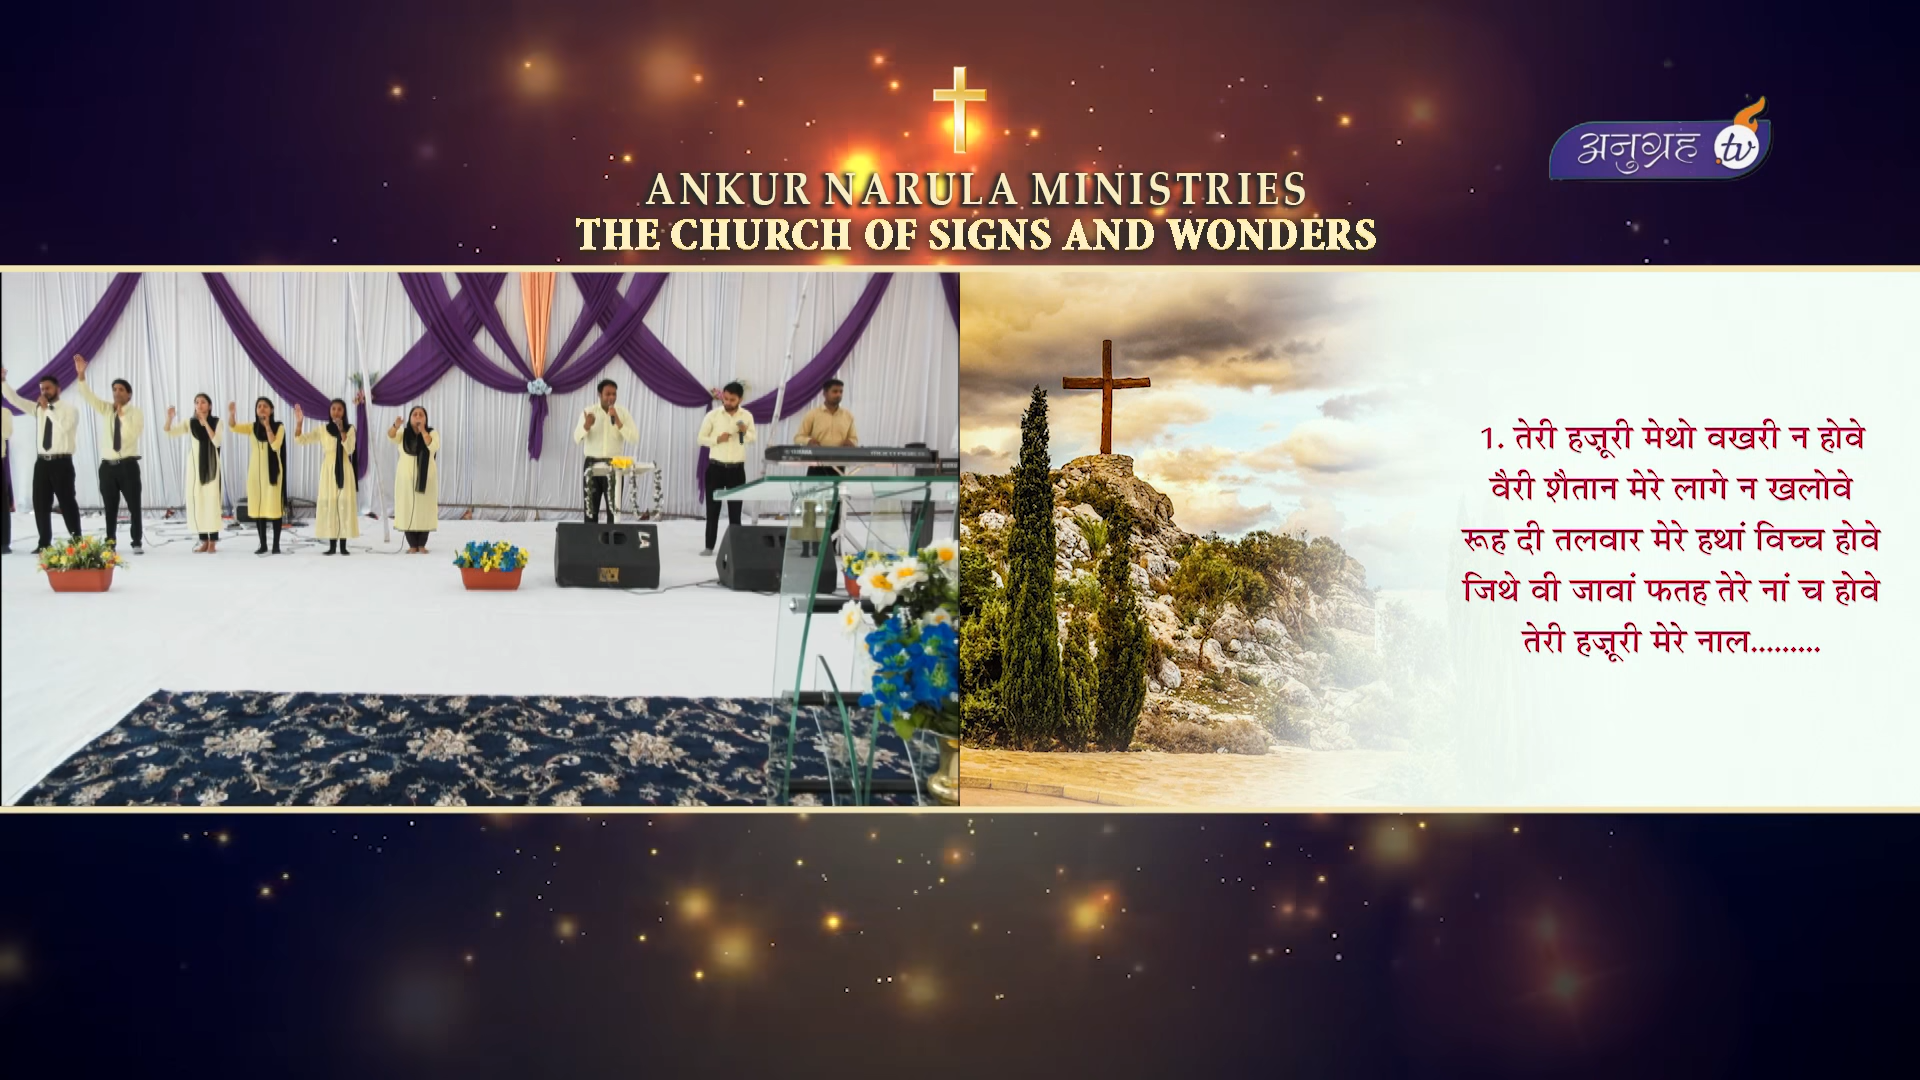 ANKUR NARULA MINISTRIES
THE CHURCH OF SIGNS AND WONDERS
अनुग्रह .tv
YAMAHA
1. तेरी हज़ूरी मेथो वखरी न होवे
वैरी शैतान मेरे लागे न खलोवे
रूह दी तलवार मेरे हथां विच्च होवे
जिथे वी जावां फतह तेरे नां च होवे
तेरी हज़ूरी मेरे नाल.........